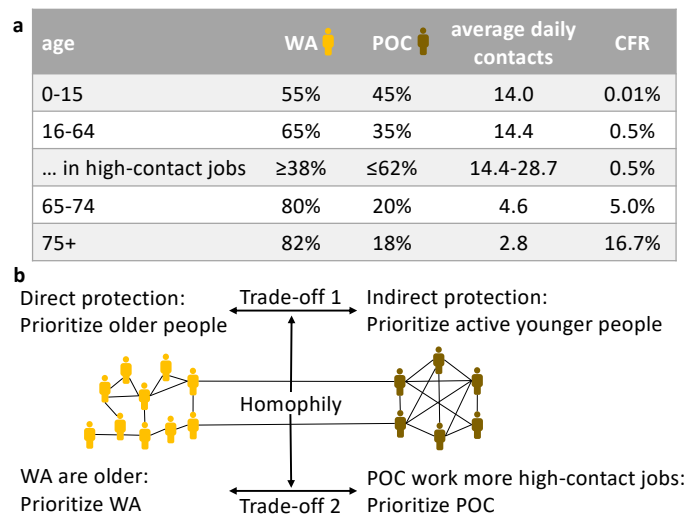 a
age WA POC average daily contacts CFR
0-15 55% 45% 14.0 0.01%
16-64 65% 35% 14.4 0.5%
... in high-contact jobs ≥38% ≤62% 14.4-28.7 0.5%
65-74 80% 20% 4.6 5.0%
75+ 82% 18% 2.8 16.7%
b
Direct protection:
Prioritize older people
Trade-off 1
Indirect protection:
Prioritize active younger people
Homophily
WA are older:
Prioritize WA
Trade-off 2
POC work more high-contact jobs:
Prioritize POC